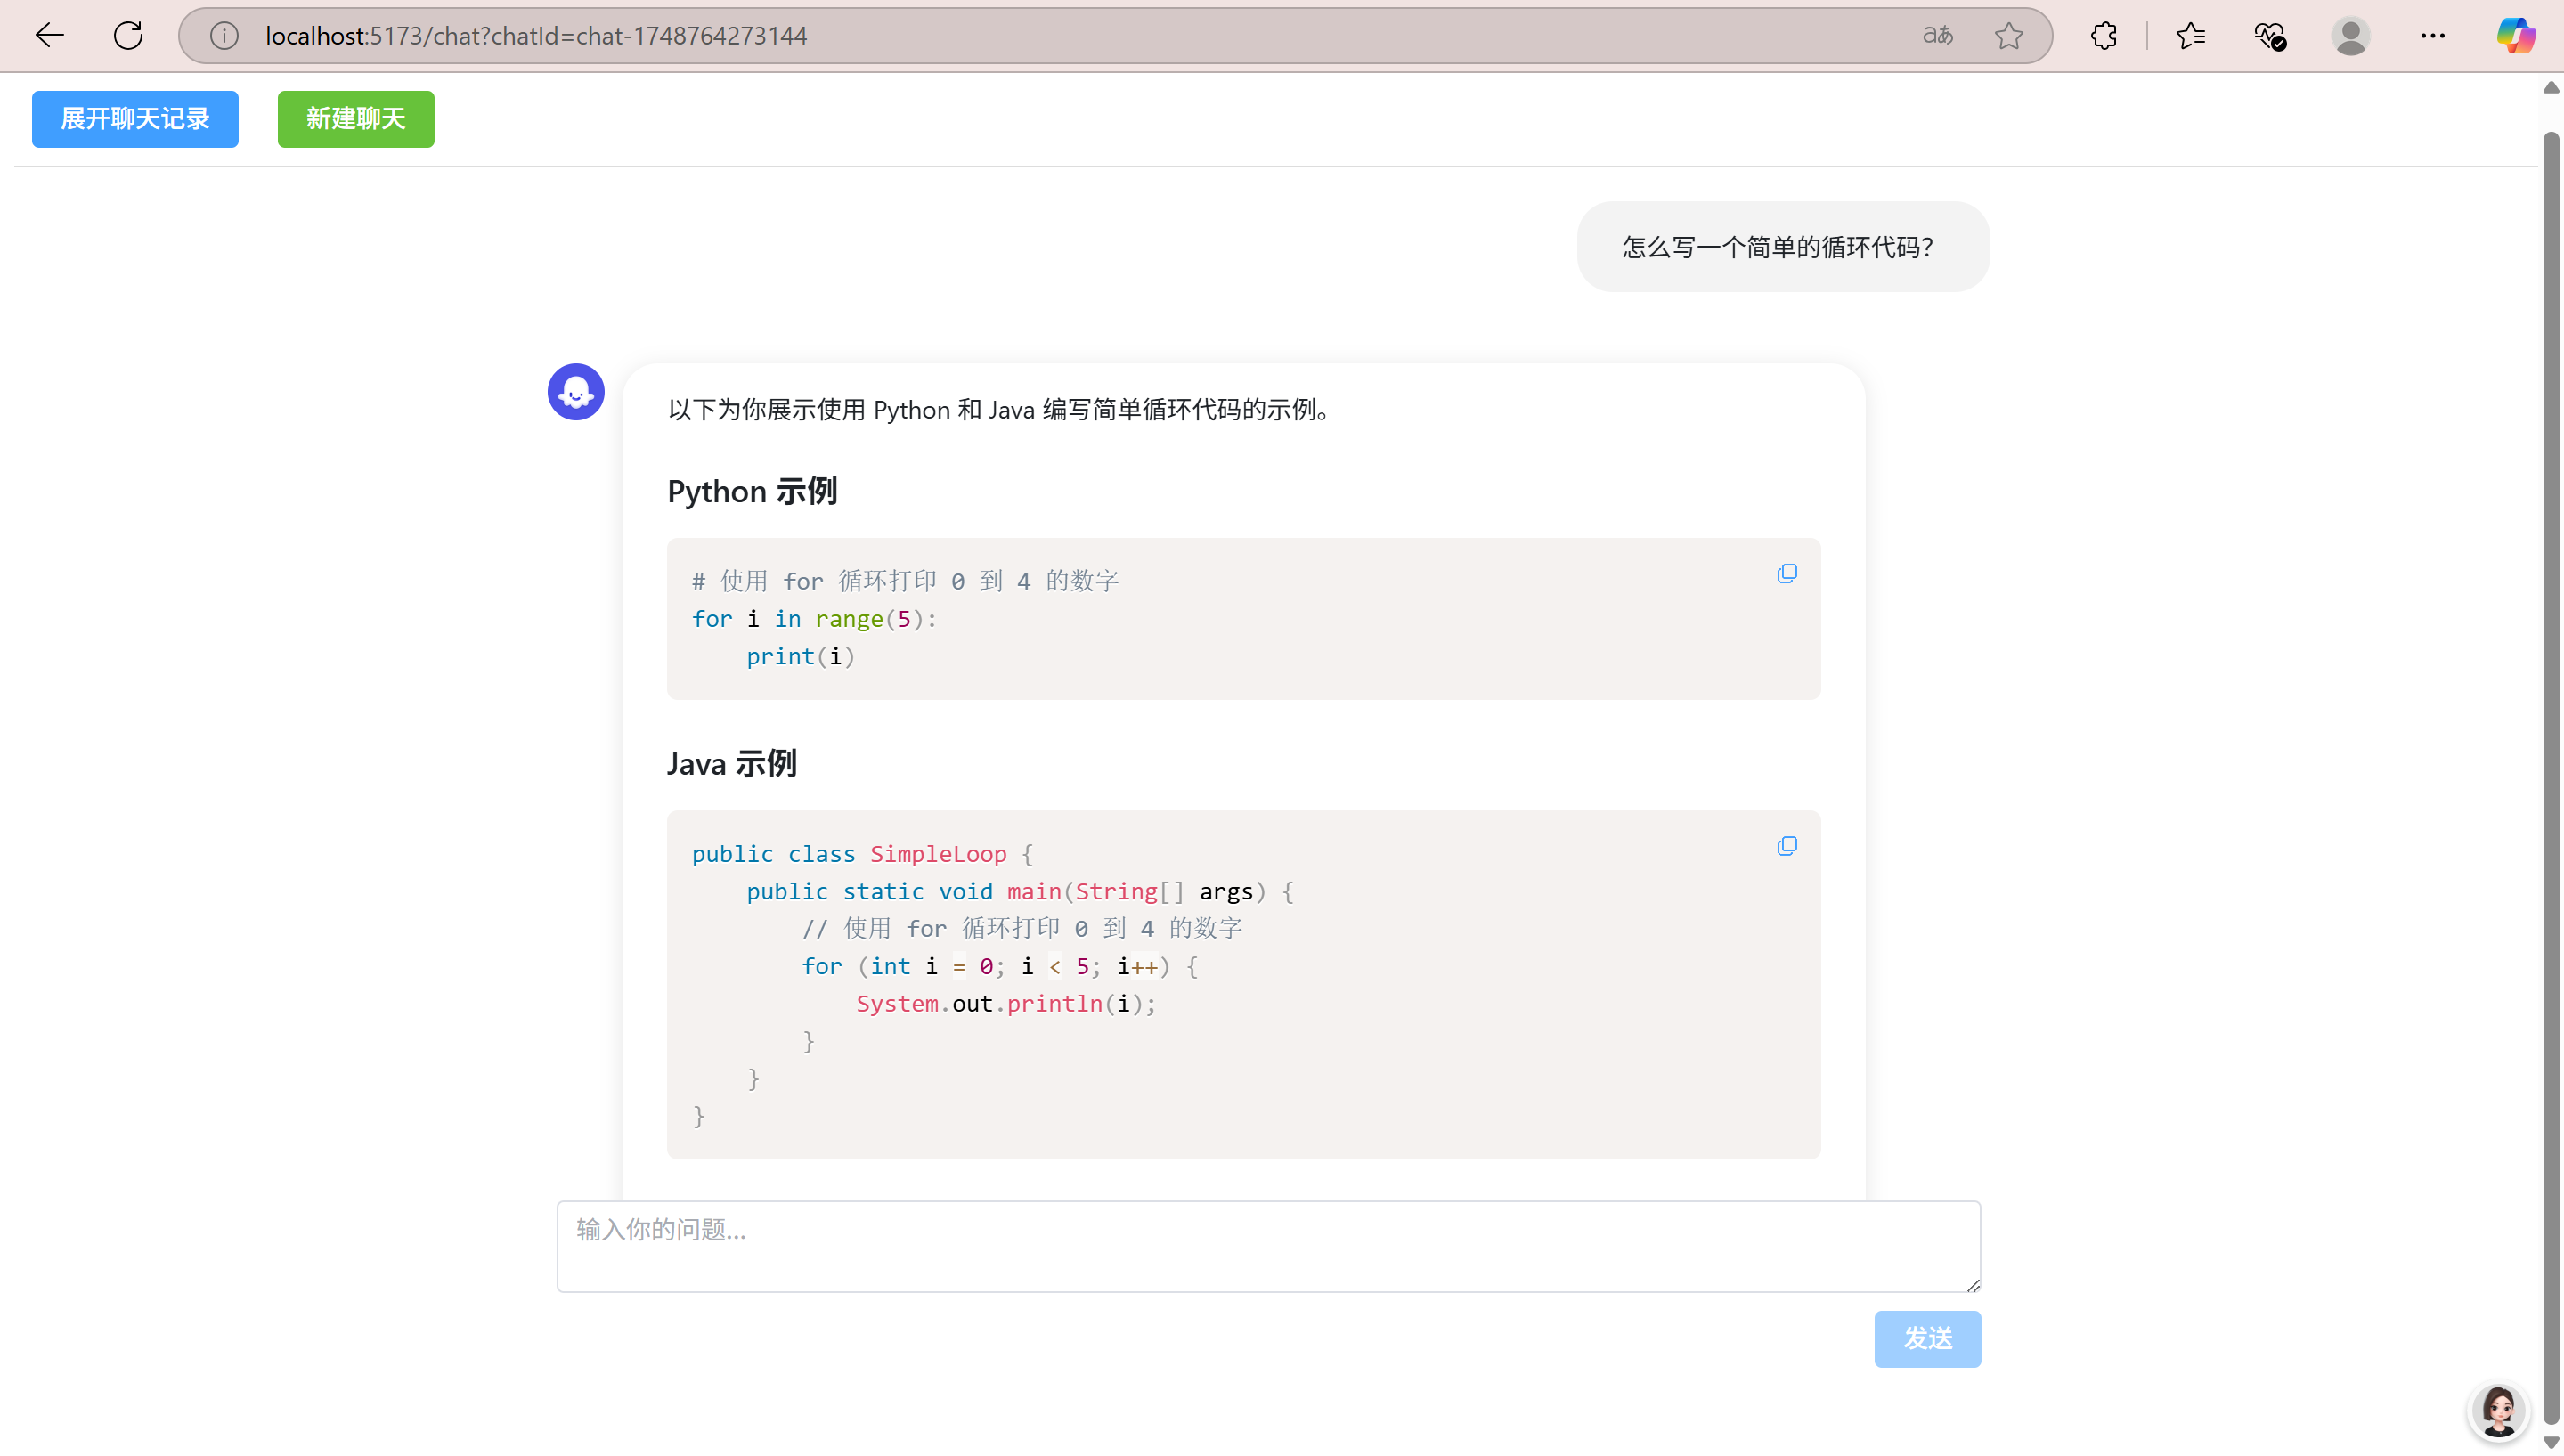 localhost:5173/chat?chatId=chat-1748764273144
aあ
展开聊天记录
新建聊天
怎么写一个简单的循环代码？
以下为你展示使用 Python 和 Java 编写简单循环代码的示例。
Python 示例
# 使用 for 循环打印 0 到 4 的数字
for i in range(5):
    print(i)
Java 示例
public class SimpleLoop {
    public static void main(String[] args) {
        // 使用 for 循环打印 0 到 4 的数字
        for (int i = 0; i < 5; i++) {
            System.out.println(i);
        }
    }
}
输入你的问题...
发送